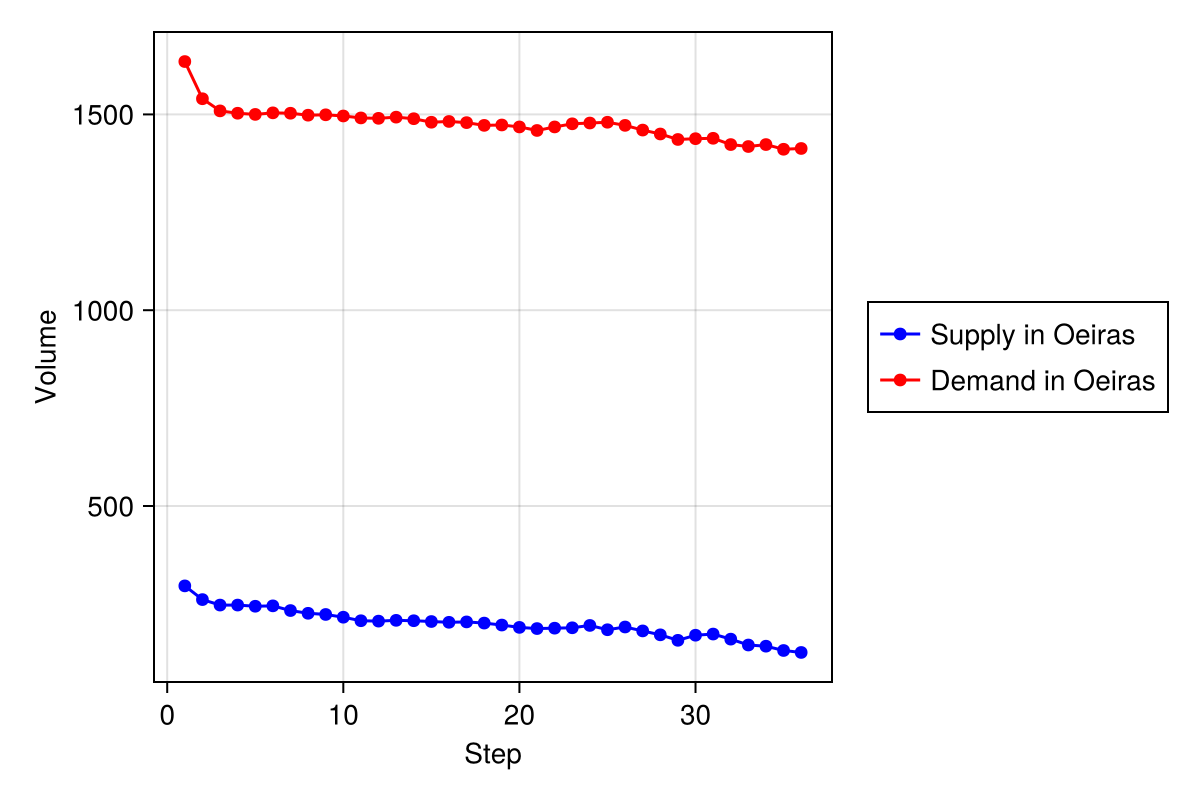 1500
1000
500
Volume
0 10 20 30
Step
Supply in Oeiras
Demand in Oeiras